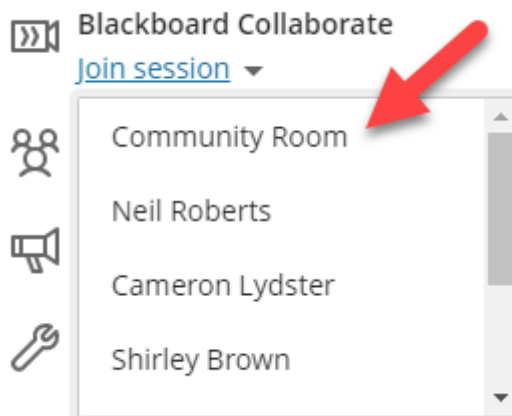 Blackboard Collaborate
Join session
Community Room
Neil Roberts
Cameron Lydster
Shirley Brown